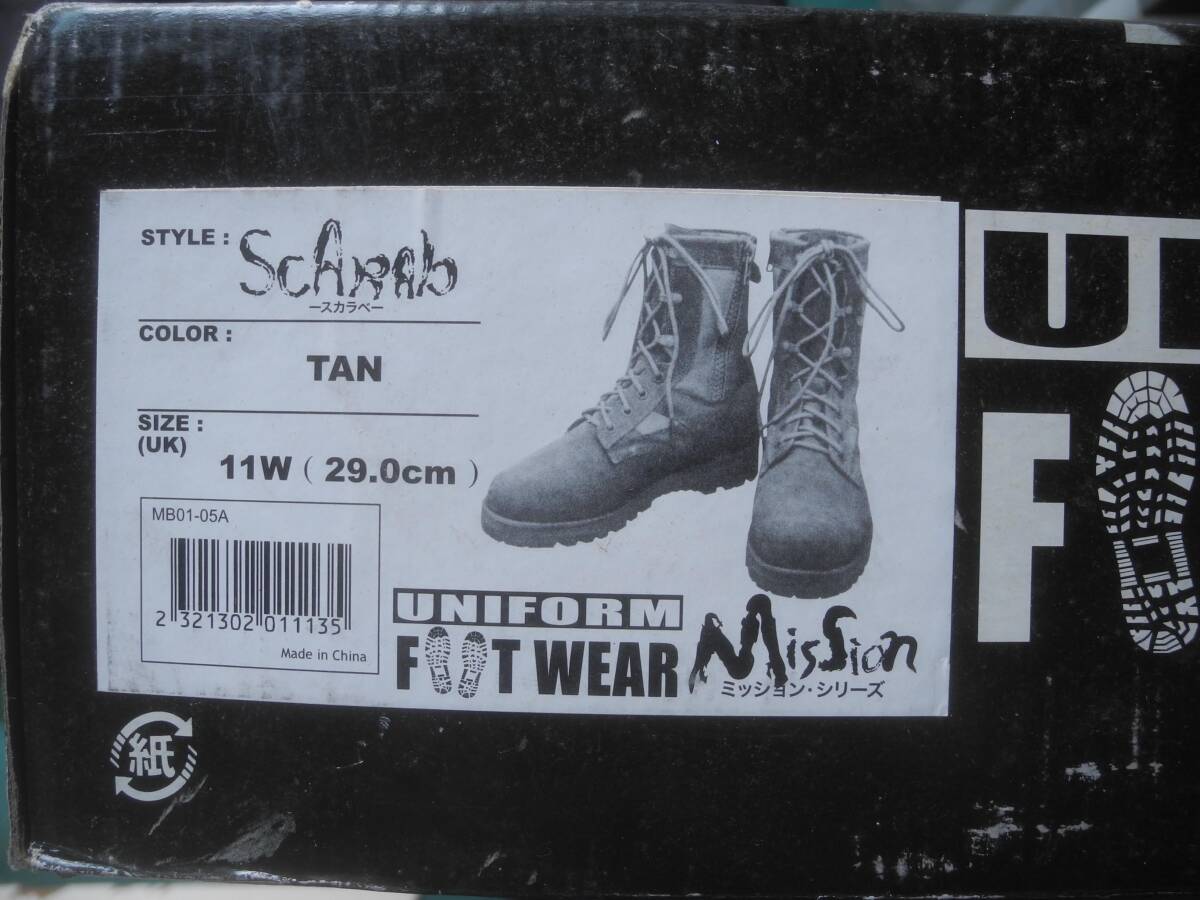 STYLE : ScARAb
ースカラベー
COLOR :
TAN
SIZE :
(UK)
11W ( 29.0cm )
MB01-05A
2 321302 011135
Made in China
UNIFORM
FOOT WEAR
MisSion
ミッション・シリーズ
U
F
紙